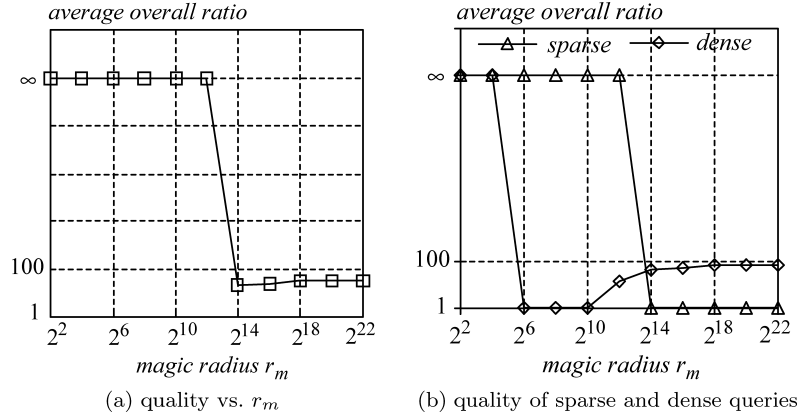 average overall ratio
∞
100
1
2^2 2^6 2^10 2^14 2^18 2^22
magic radius r_m
(a) quality vs. r_m
average overall ratio
sparse dense
∞
100
1
2^2 2^6 2^10 2^14 2^18 2^22
magic radius r_m
(b) quality of sparse and dense queries